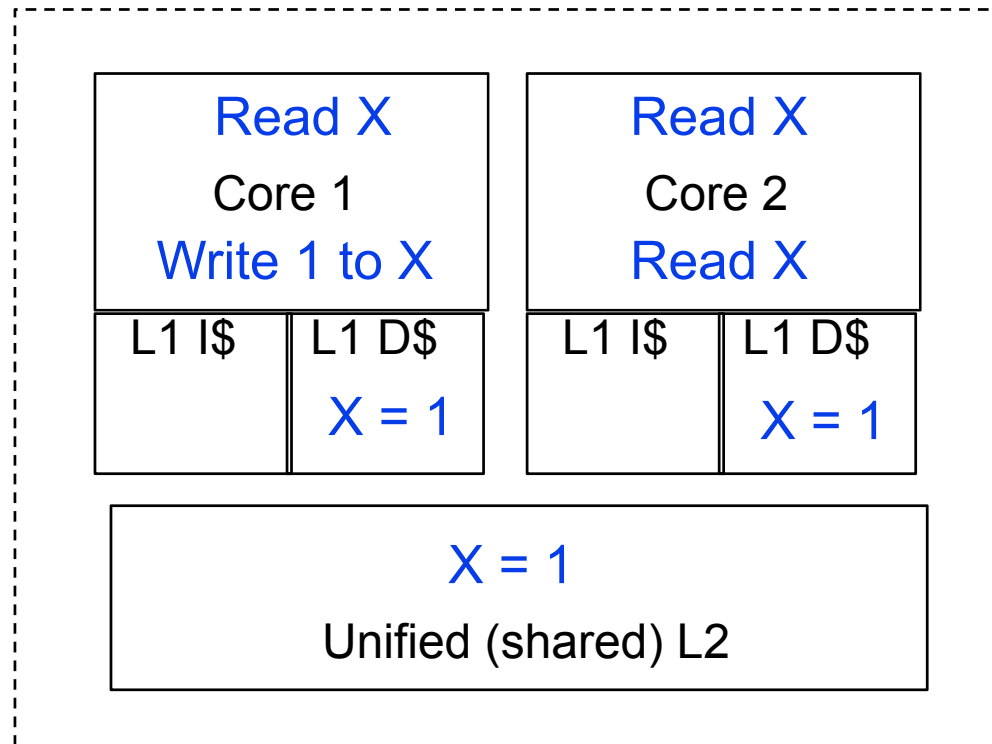 Read X
Core 1
Write 1 to X
Read X
Core 2
Read X
L1 I$
L1 D$
X = 1
L1 I$
L1 D$
X = 1
X = 1
Unified (shared) L2